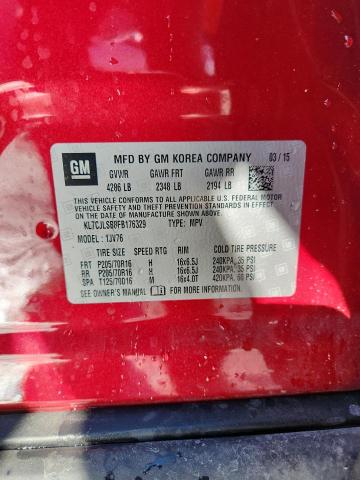 GM
MFD BY GM KOREA COMPANY 03/15
GVWR GAWR FRT GAWR RR
4286 LB 2348 LB 2194 LB
THIS VEHICLE CONFORMS TO ALL APPLICABLE U.S. FEDERAL MOTOR
VEHICLE SAFETY AND THEFT PREVENTION STANDARDS IN EFFECT
ON THE DATE OF MANUFACTURE SHOWN ABOVE.
KL7CJLSB8FB176329 TYPE: MPV
MODEL: 1JV76
TIRE SIZE SPEED RTG RIM COLD TIRE PRESSURE
FRT P205/70R16 H 16x6.5J 240KPA, 35 PSI
RR P205/70R16 H 16x6.5J 240KPA, 35 PSI
SPA T125/70D16 M 16x4.0T 420KPA, 60 PSI
SEE OWNER'S MANUAL FOR MORE INFORMATION